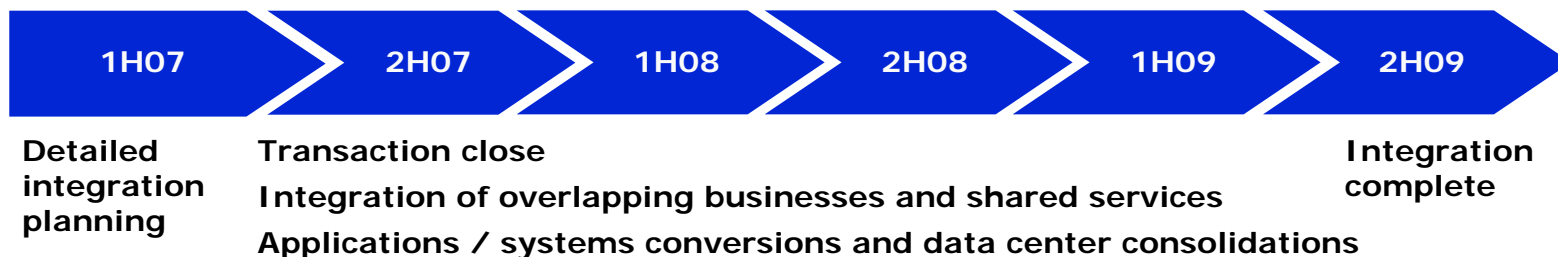 1H07 2H07 1H08 2H08 1H09 2H09
Detailed
integration
planning
Transaction close
Integration of overlapping businesses and shared services
Applications / systems conversions and data center consolidations
Integration
complete